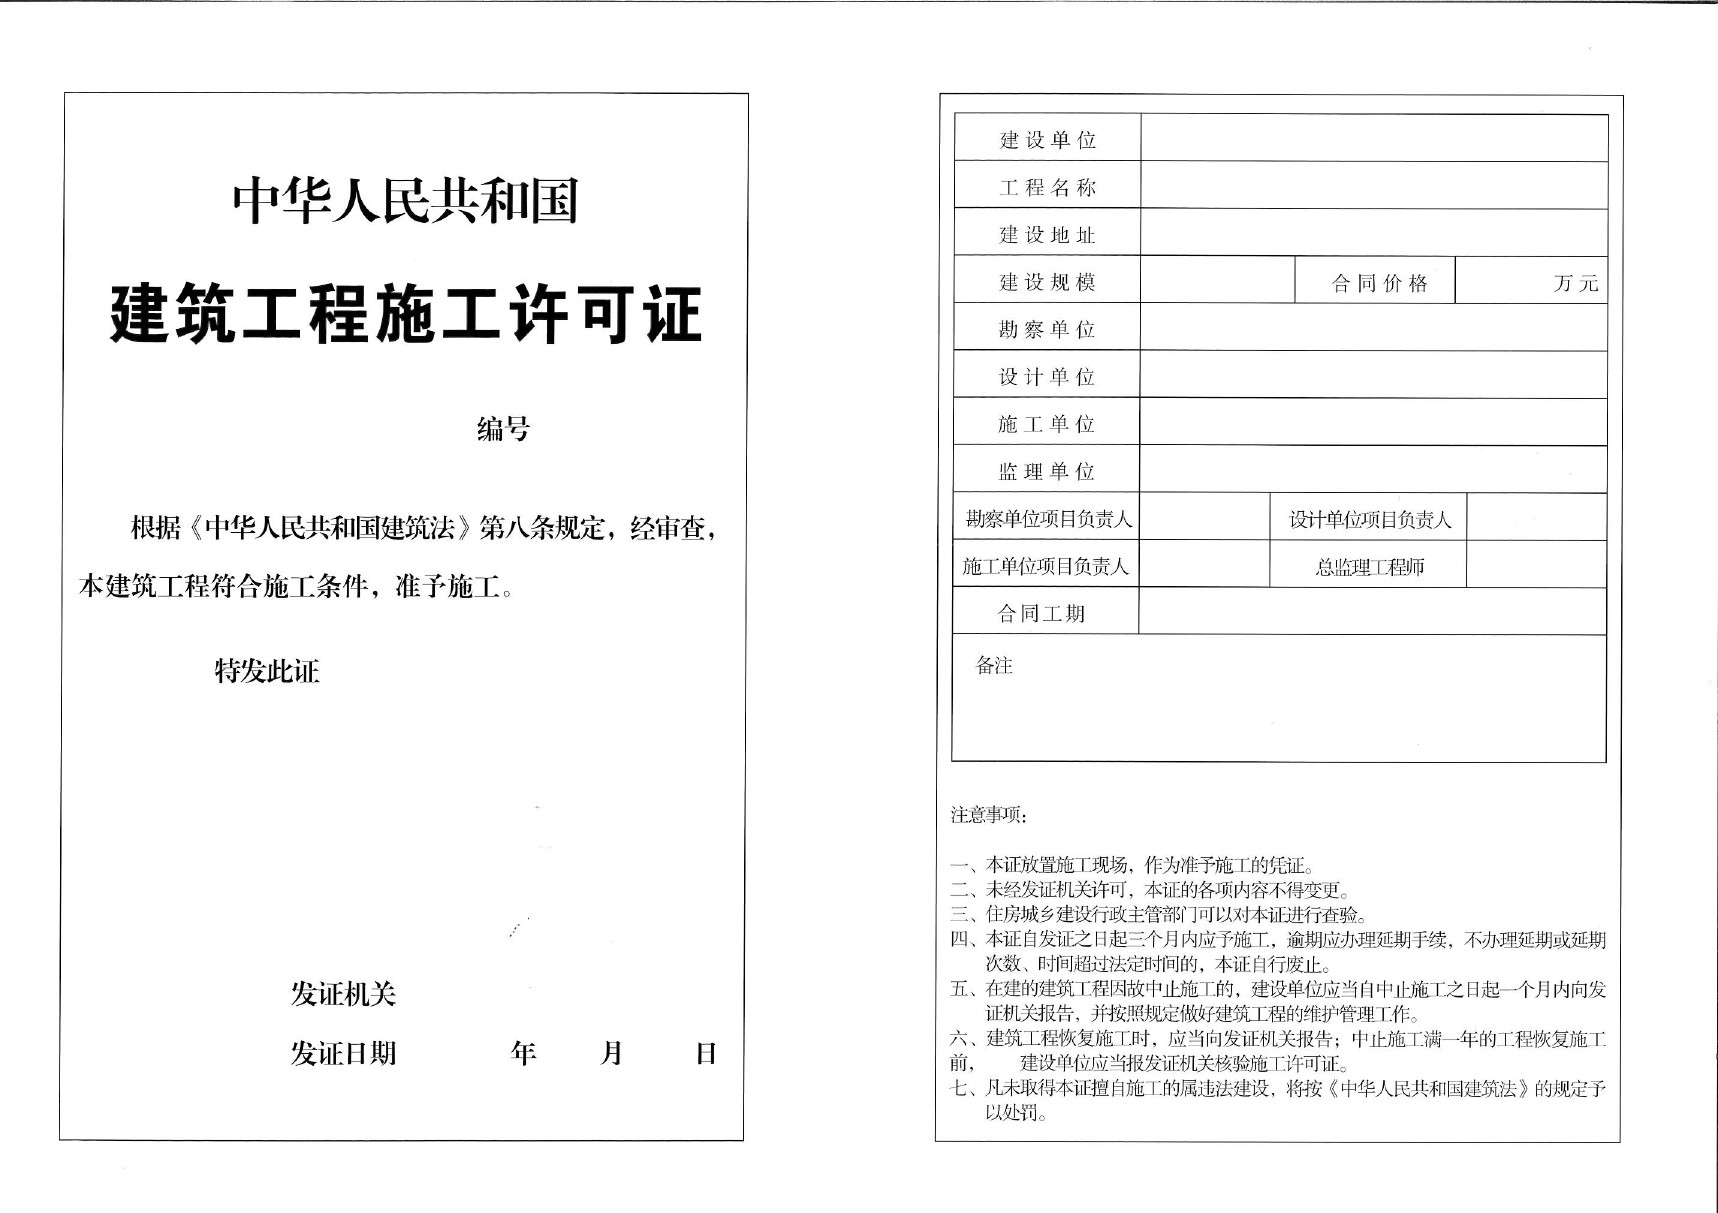 中华人民共和国
建筑工程施工许可证
编号
根据《中华人民共和国建筑法》第八条规定，经审查，
本建筑工程符合施工条件，准予施工。
特发此证
发证机关
发证日期 年 月 日
建设单位
工程名称
建设地址
建设规模 合同价格 万元
勘察单位
设计单位
施工单位
监理单位
勘察单位项目负责人 设计单位项目负责人
施工单位项目负责人 总监理工程师
合同工期
备注
注意事项：
一、本证放置施工现场，作为准予施工的凭证。
二、未经发证机关许可，本证的各项内容不得变更。
三、住房城乡建设行政主管部门可以对本证进行查验。
四、本证自发证之日起三个月内应予施工，逾期应办理延期手续，不办理延期或延期
次数、时间超过法定时间的，本证自行废止。
五、在建的建筑工程因故中止施工的，建设单位应当自中止施工之日起一个月内向发
证机关报告，并按照规定做好建筑工程的维护管理工作。
六、建筑工程恢复施工时，应当向发证机关报告；中止施工满一年的工程恢复施工
前， 建设单位应当报发证机关核验施工许可证。
七、凡未取得本证擅自施工的属违法建设，将按《中华人民共和国建筑法》的规定予
以处罚。